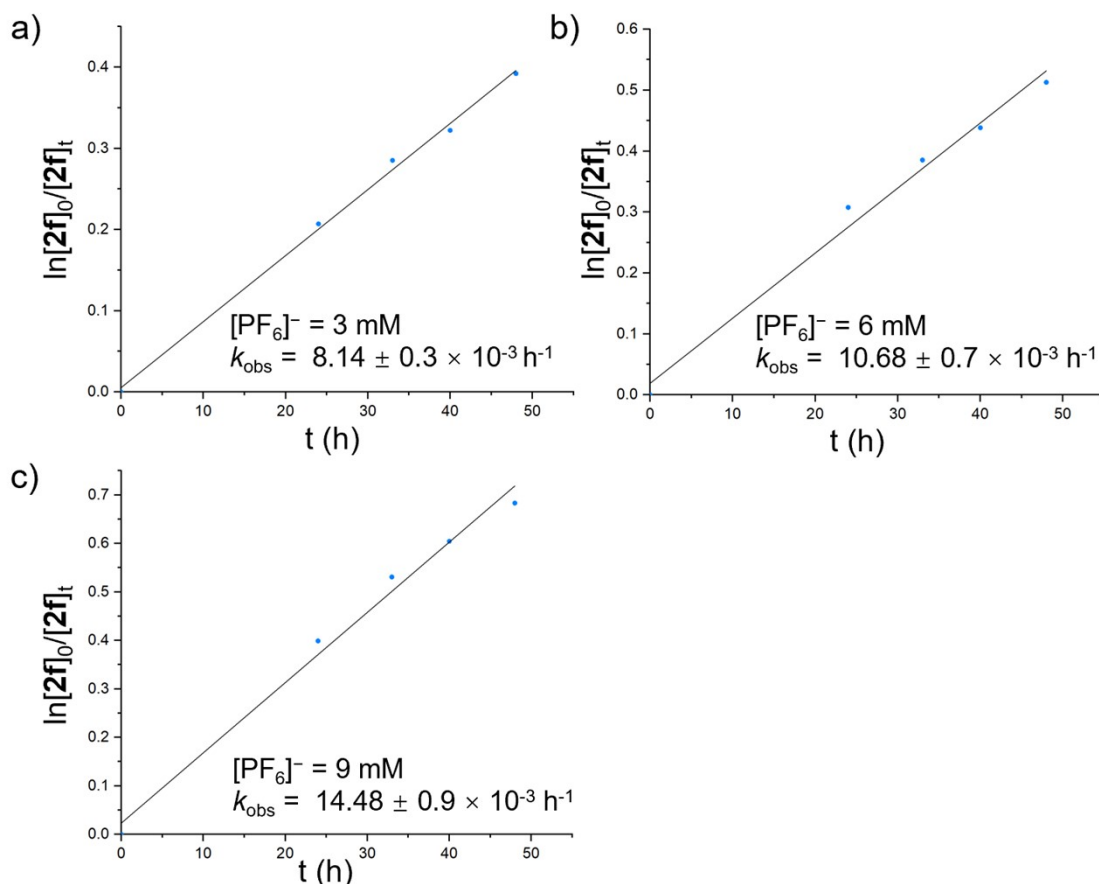 a)
ln[2f]₀/[2f]ₜ
0.4
0.3
0.2
0.1
0.0
[PF₆]⁻ = 3 mM
k_obs = 8.14 ± 0.3 × 10⁻³ h⁻¹
0 10 20 30 40 50
t (h)
b)
ln[2f]₀/[2f]ₜ
0.6
0.5
0.4
0.3
0.2
0.1
0.0
[PF₆]⁻ = 6 mM
k_obs = 10.68 ± 0.7 × 10⁻³ h⁻¹
0 10 20 30 40 50
t (h)
c)
ln[2f]₀/[2f]ₜ
0.7
0.6
0.5
0.4
0.3
0.2
0.1
0.0
[PF₆]⁻ = 9 mM
k_obs = 14.48 ± 0.9 × 10⁻³ h⁻¹
0 10 20 30 40 50
t (h)